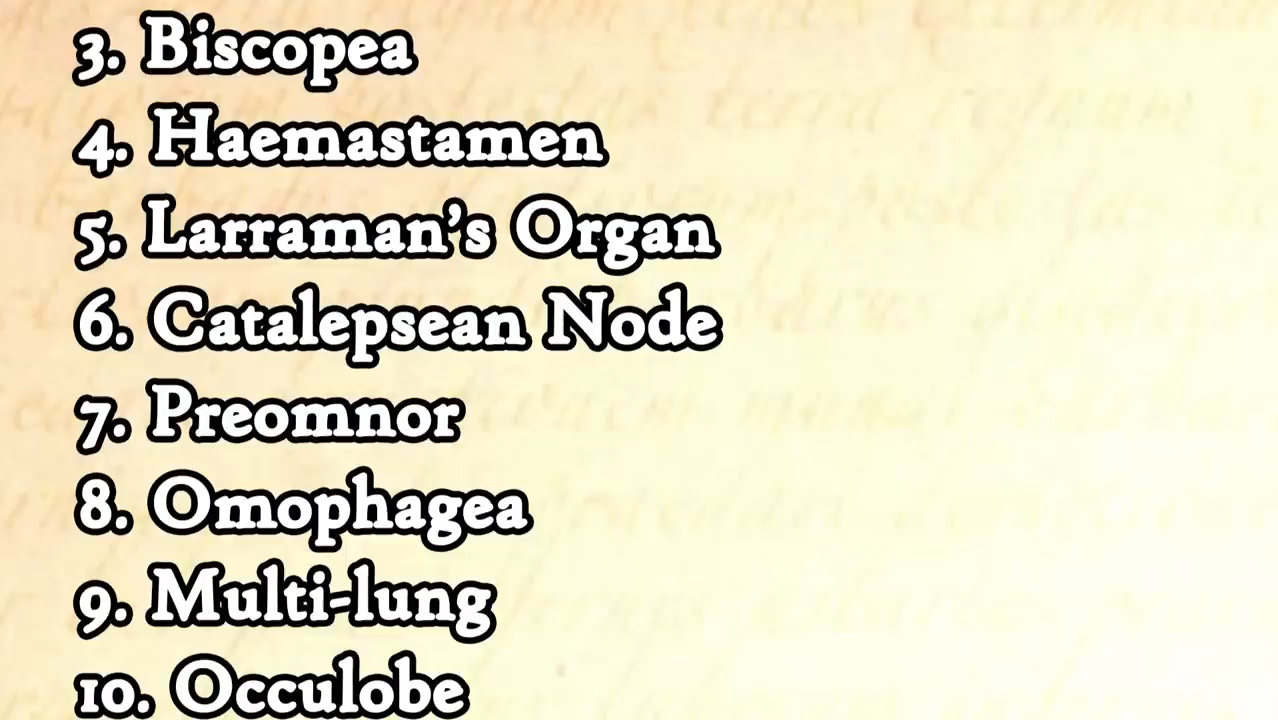 3. Biscopea
4. Haemastamen
5. Larraman’s Organ
6. Catalepsean Node
7. Preomnor
8. Omophagea
9. Multi-lung
10. Occulobe